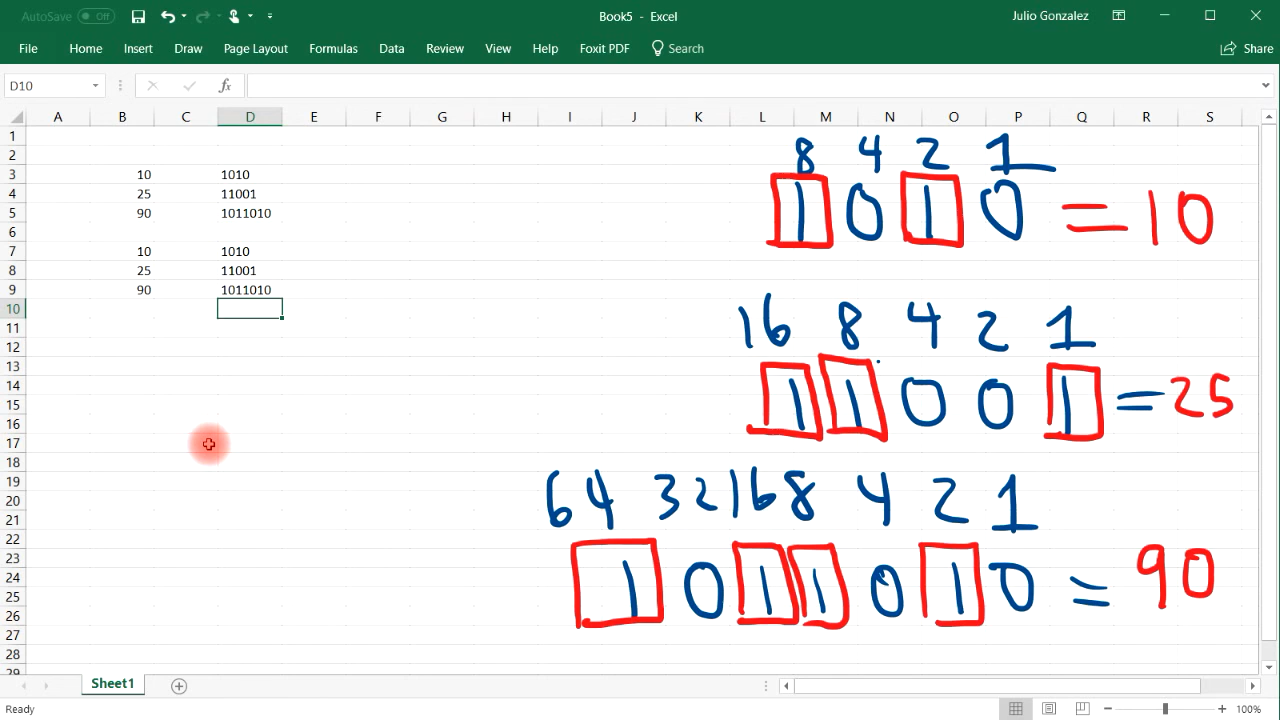 AutoSave Off Book5 - Excel Julio Gonzalez
File Home Insert Draw Page Layout Formulas Data Review View Help Foxit PDF Search Share
D10 fx
A B C D E F G H I J K L M N O P Q R S
1
2
3 10 1010
4 25 11001
5 90 1011010
6
7 10 1010
8 25 11001
9 90 1011010
10
11
12
13
14
15
16
17
18
19
20
21
22
23
24
25
26
27
28
29
8 4 2 1
1 0 1 0 = 10
16 8 4 2 1
1 1 0 0 1 = 25
64 32 16 8 4 2 1
1 0 1 1 0 1 0 = 90
Sheet1
Ready 100%